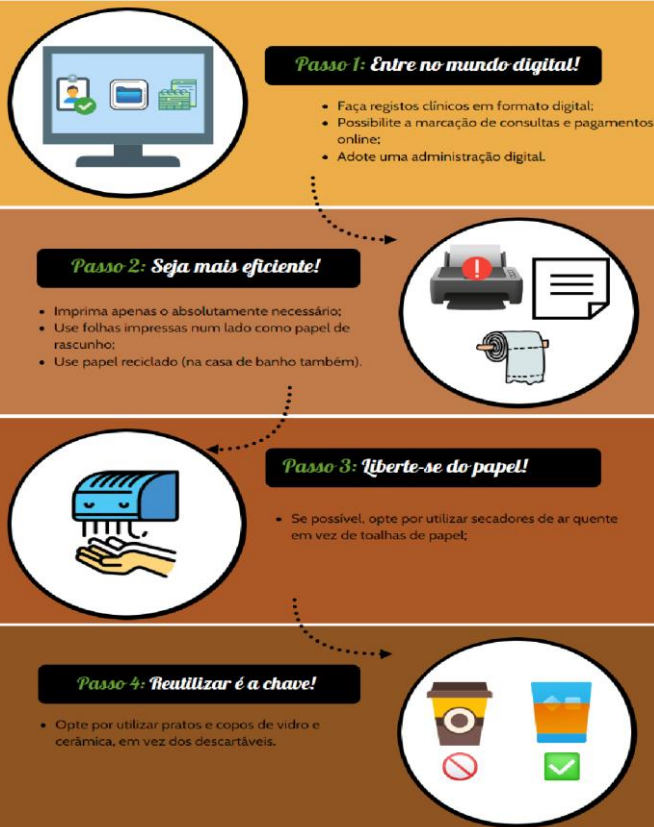 Passo 1: Entre no mundo digital!
• Faça registos clínicos em formato digital;
• Possibilite a marcação de consultas e pagamentos
online;
• Adote uma administração digital.
Passo 2: Seja mais eficiente!
• Imprima apenas o absolutamente necessário;
• Use folhas impressas num lado como papel de
rascunho;
• Use papel reciclado (na casa de banho também).
Passo 3: Liberte-se do papel!
• Se possível, opte por utilizar secadores de ar quente
em vez de toalhas de papel;
Passo 4: Reutilizar é a chave!
• Opte por utilizar pratos e copos de vidro e
cerâmica, em vez dos descartáveis.